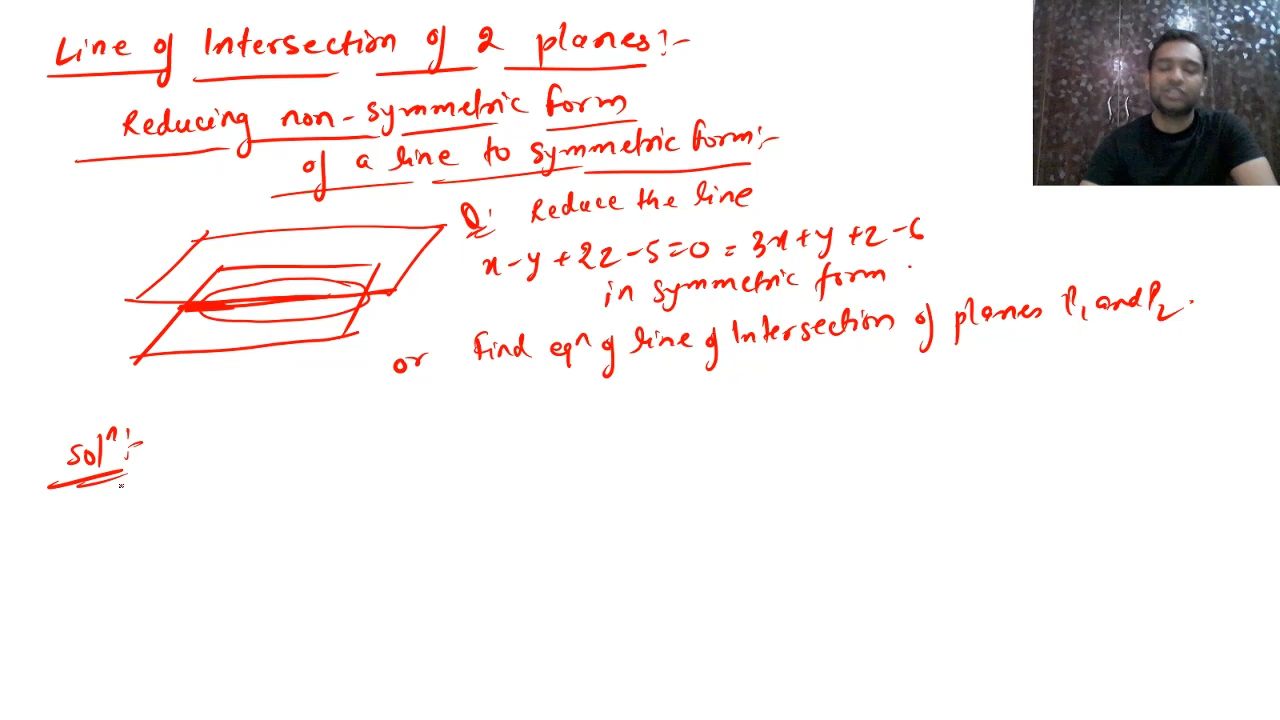 Line of Intersection of 2 planes:-
Reducing non-symmetric form
of a line to symmetric form:-
Q: Reduce the line
x-y+2z-5=0=3x+y+z-6
in symmetric form.
or Find eqⁿ of line of Intersection of planes P₁ and P₂.
Solⁿ:-